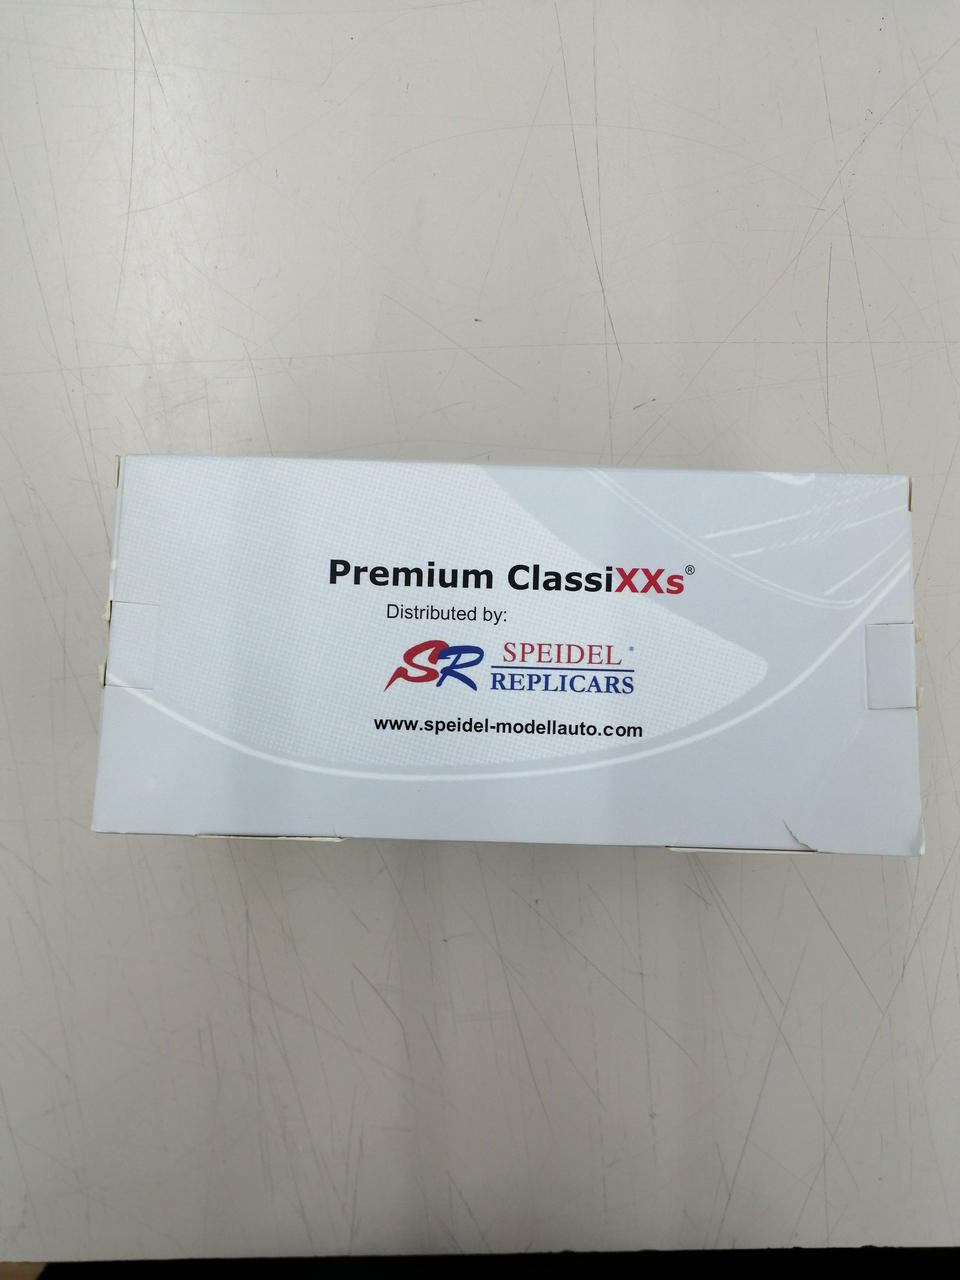 Premium ClassiXXs®
Distributed by:
SR SPEIDEL
REPLICARS
www.speidel-modellauto.com